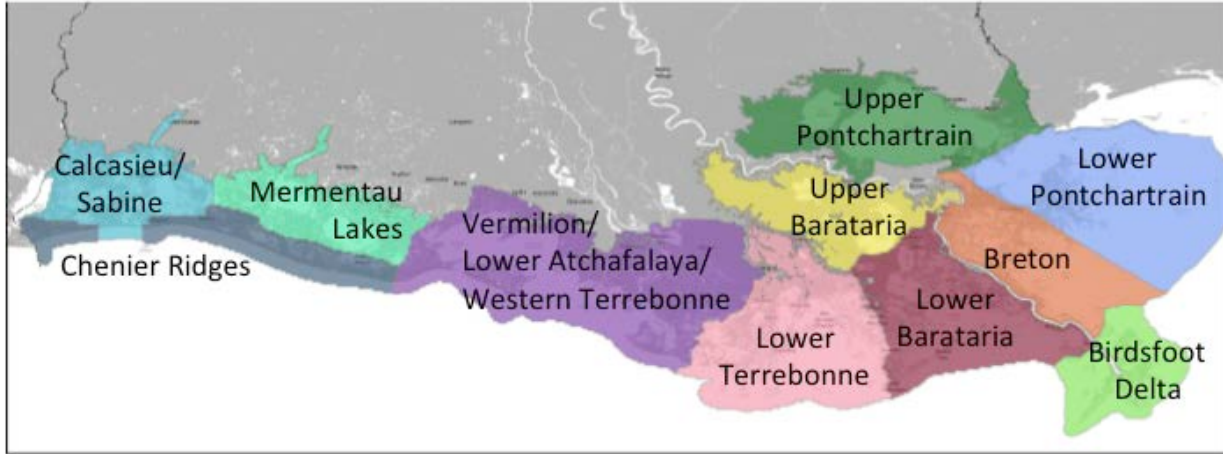 Upper
Pontchartrain
Calcasieu/
Sabine
Lower
Pontchartrain
Mermentau
Lakes
Upper
Barataria
Vermilion/
Lower Atchafalaya/
Western Terrebonne
Chenier Ridges
Breton
Lower
Barataria
Lower
Terrebonne
Birdsfoot
Delta